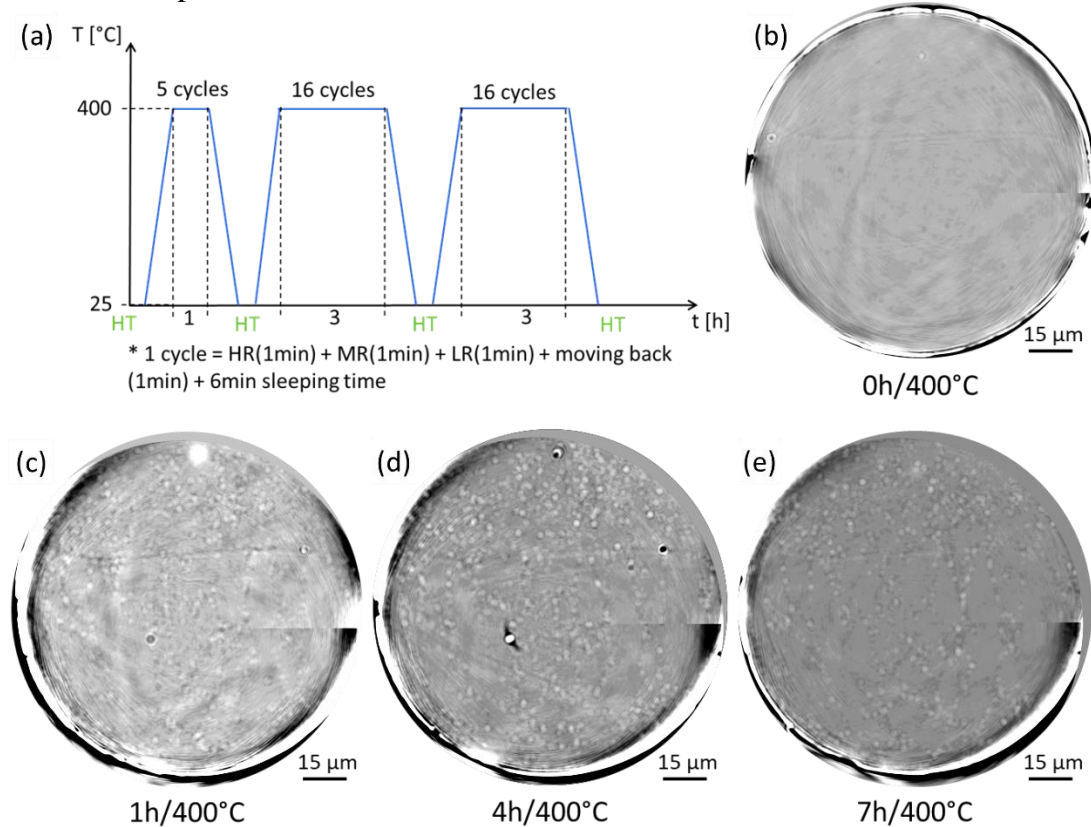 (a)
T [°C]
5 cycles
16 cycles
16 cycles
400
25
HT
1
HT
3
HT
3
HT
t [h]
* 1 cycle = HR(1min) + MR(1min) + LR(1min) + moving back
(1min) + 6min sleeping time
(b)
15 µm
0h/400°C
(c)
15 µm
1h/400°C
(d)
15 µm
4h/400°C
(e)
15 µm
7h/400°C